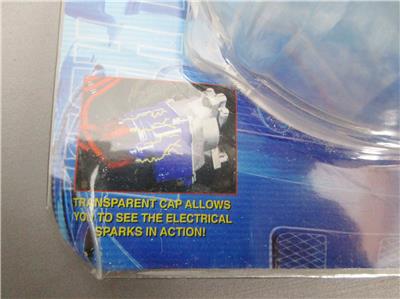 TRANSPARENT CAP ALLOWS
YOU TO SEE THE ELECTRICAL
SPARKS IN ACTION!